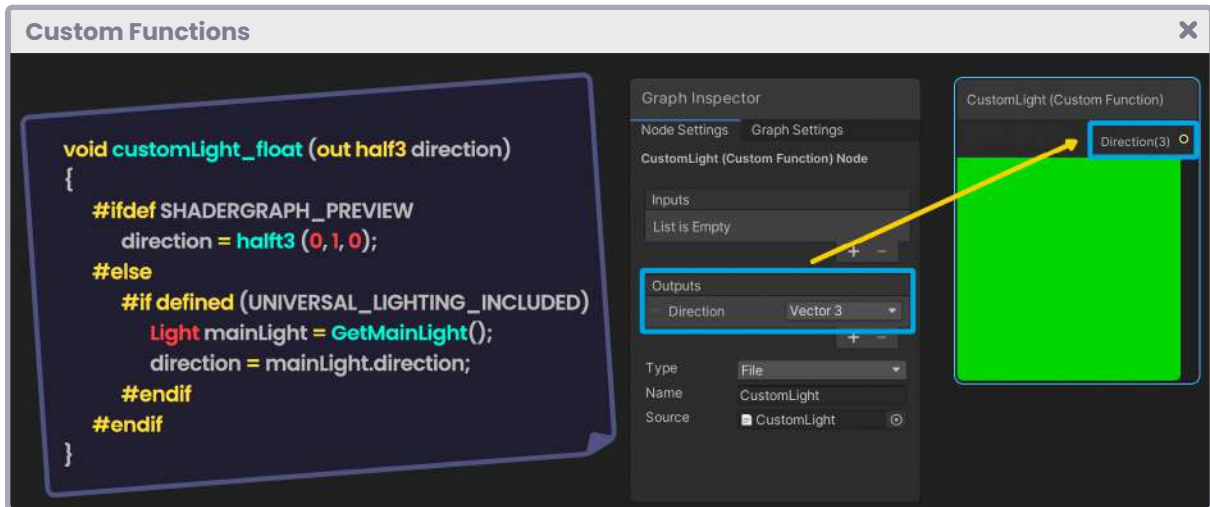 Custom Functions
void customLight_float (out half3 direction)
{
#ifdef SHADERGRAPH_PREVIEW
direction = halft3 (0, 1, 0);
#else
#if defined (UNIVERSAL_LIGHTING_INCLUDED)
Light mainLight = GetMainLight();
direction = mainLight.direction;
#endif
#endif
}
Graph Inspector
Node Settings Graph Settings
CustomLight (Custom Function) Node
Inputs
List is Empty
+ -
Outputs
Direction Vector 3
+ -
Type File
Name CustomLight
Source CustomLight
CustomLight (Custom Function)
Direction(3)